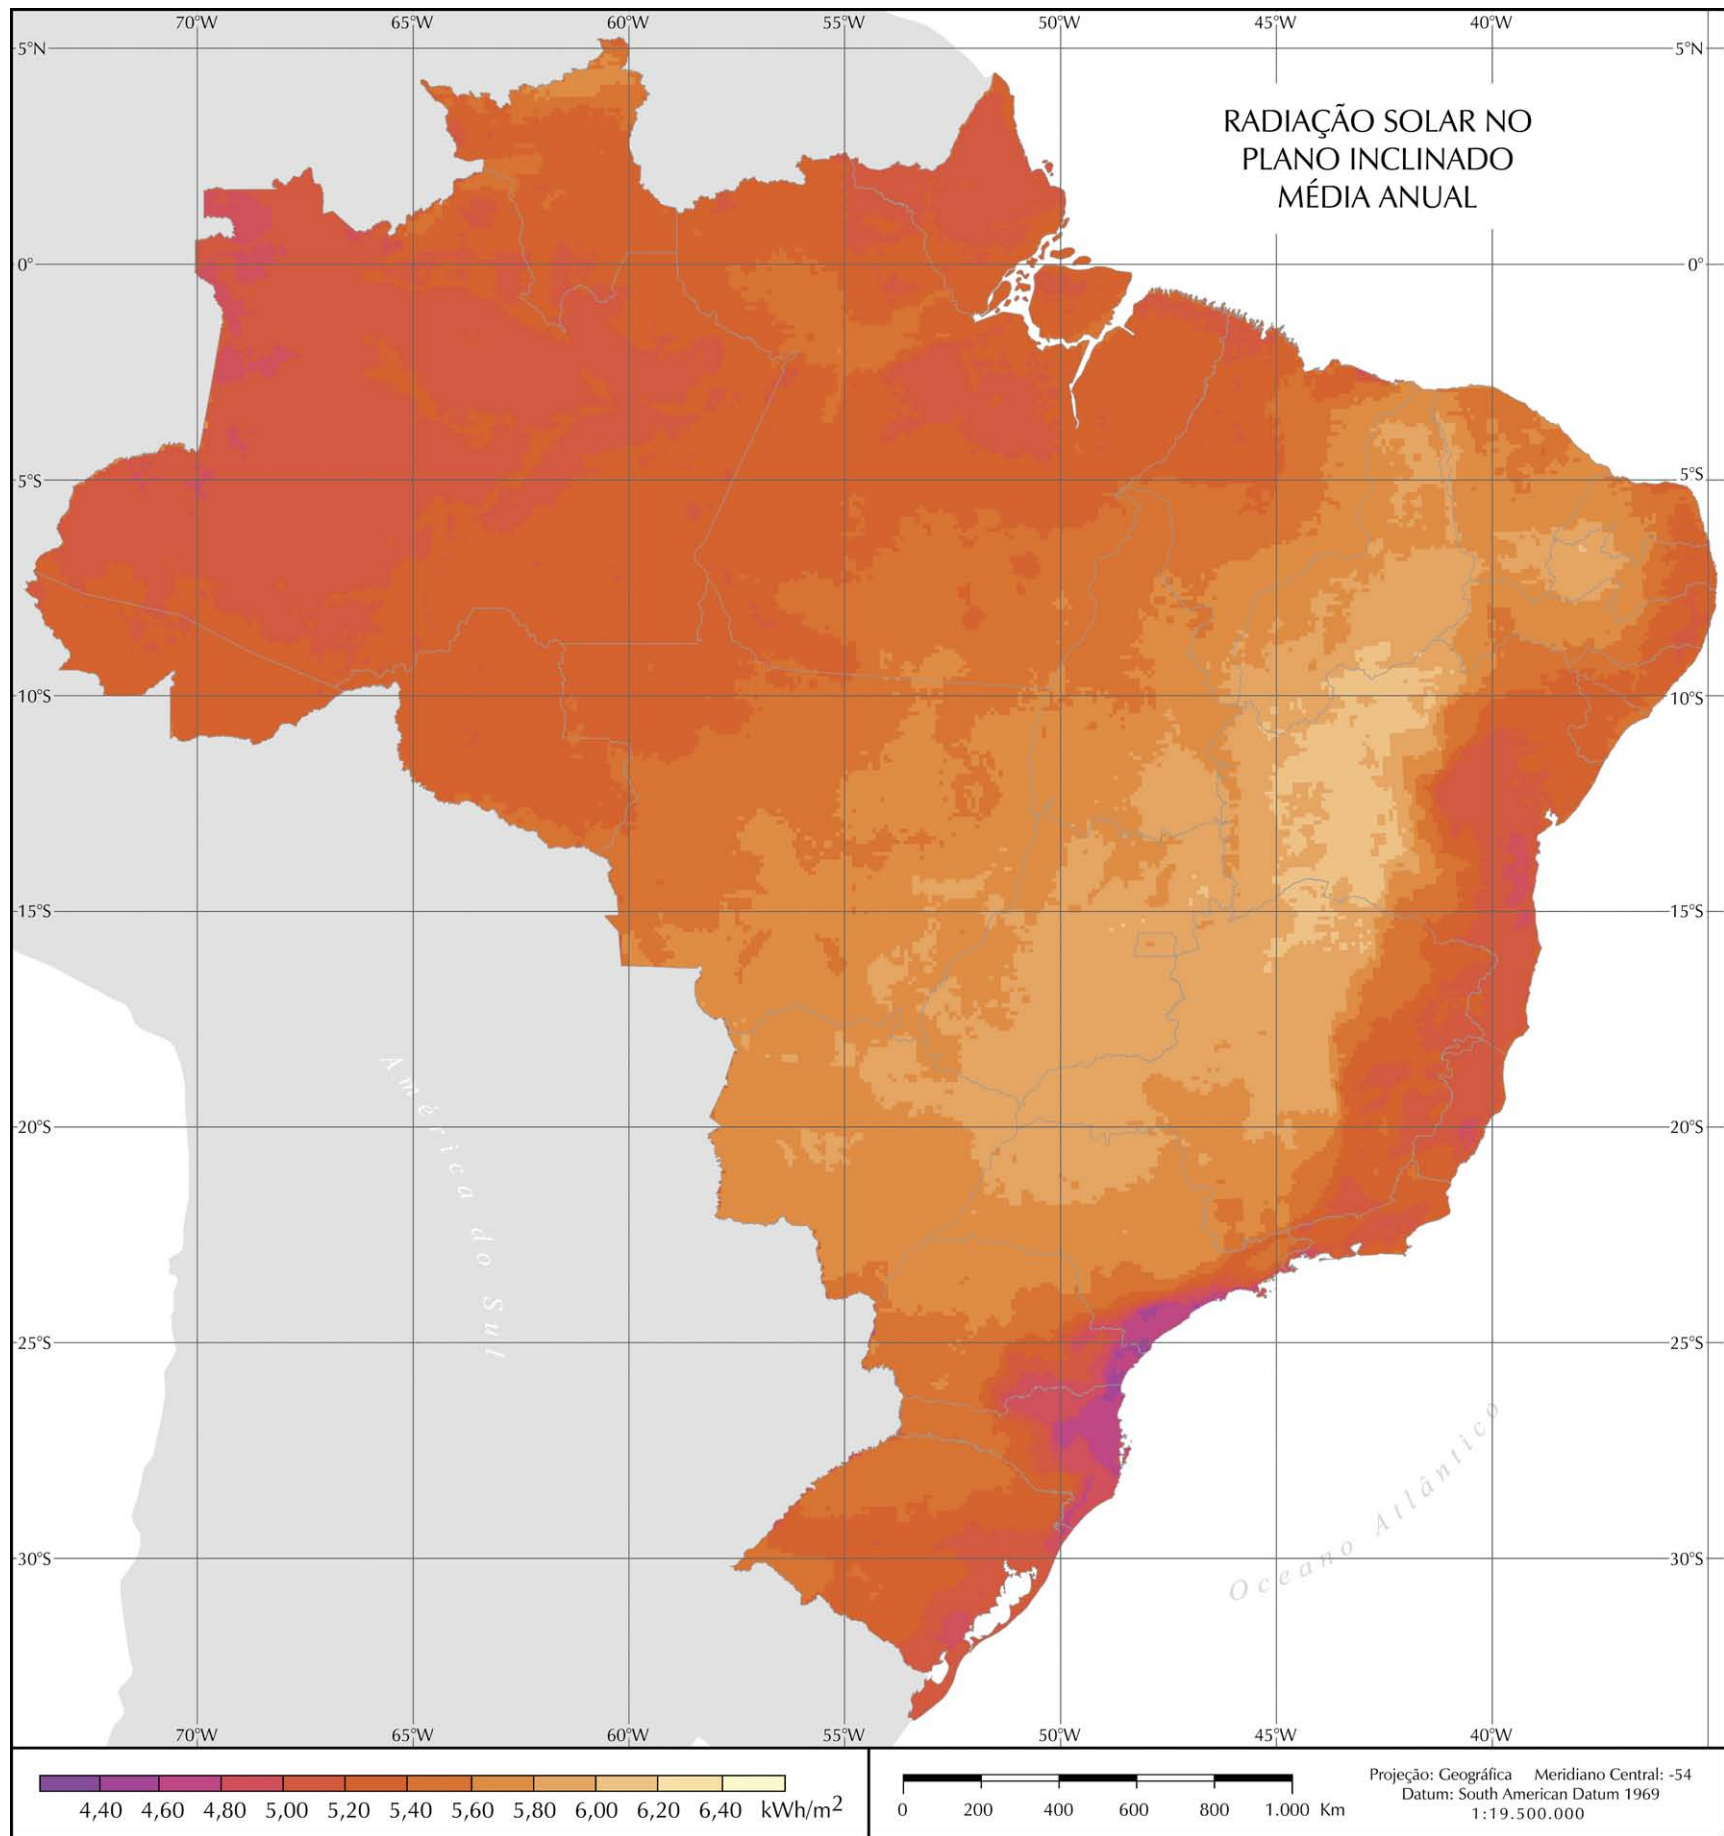 70°W 65°W 60°W 55°W 50°W 45°W 40°W
5°N 5°N
RADIAÇÃO SOLAR NO
PLANO INCLINADO
MÉDIA ANUAL
0° 0°
5°S 5°S
10°S 10°S
15°S 15°S
América do Sul
20°S 20°S
25°S 25°S
Oceano Atlântico
30°S 30°S
70°W 65°W 60°W 55°W 50°W 45°W 40°W
4,40 4,60 4,80 5,00 5,20 5,40 5,60 5,80 6,00 6,20 6,40 kWh/m²
0 200 400 600 800 1.000 Km
Projeção: Geográfica Meridiano Central: -54
Datum: South American Datum 1969
1:19.500.000